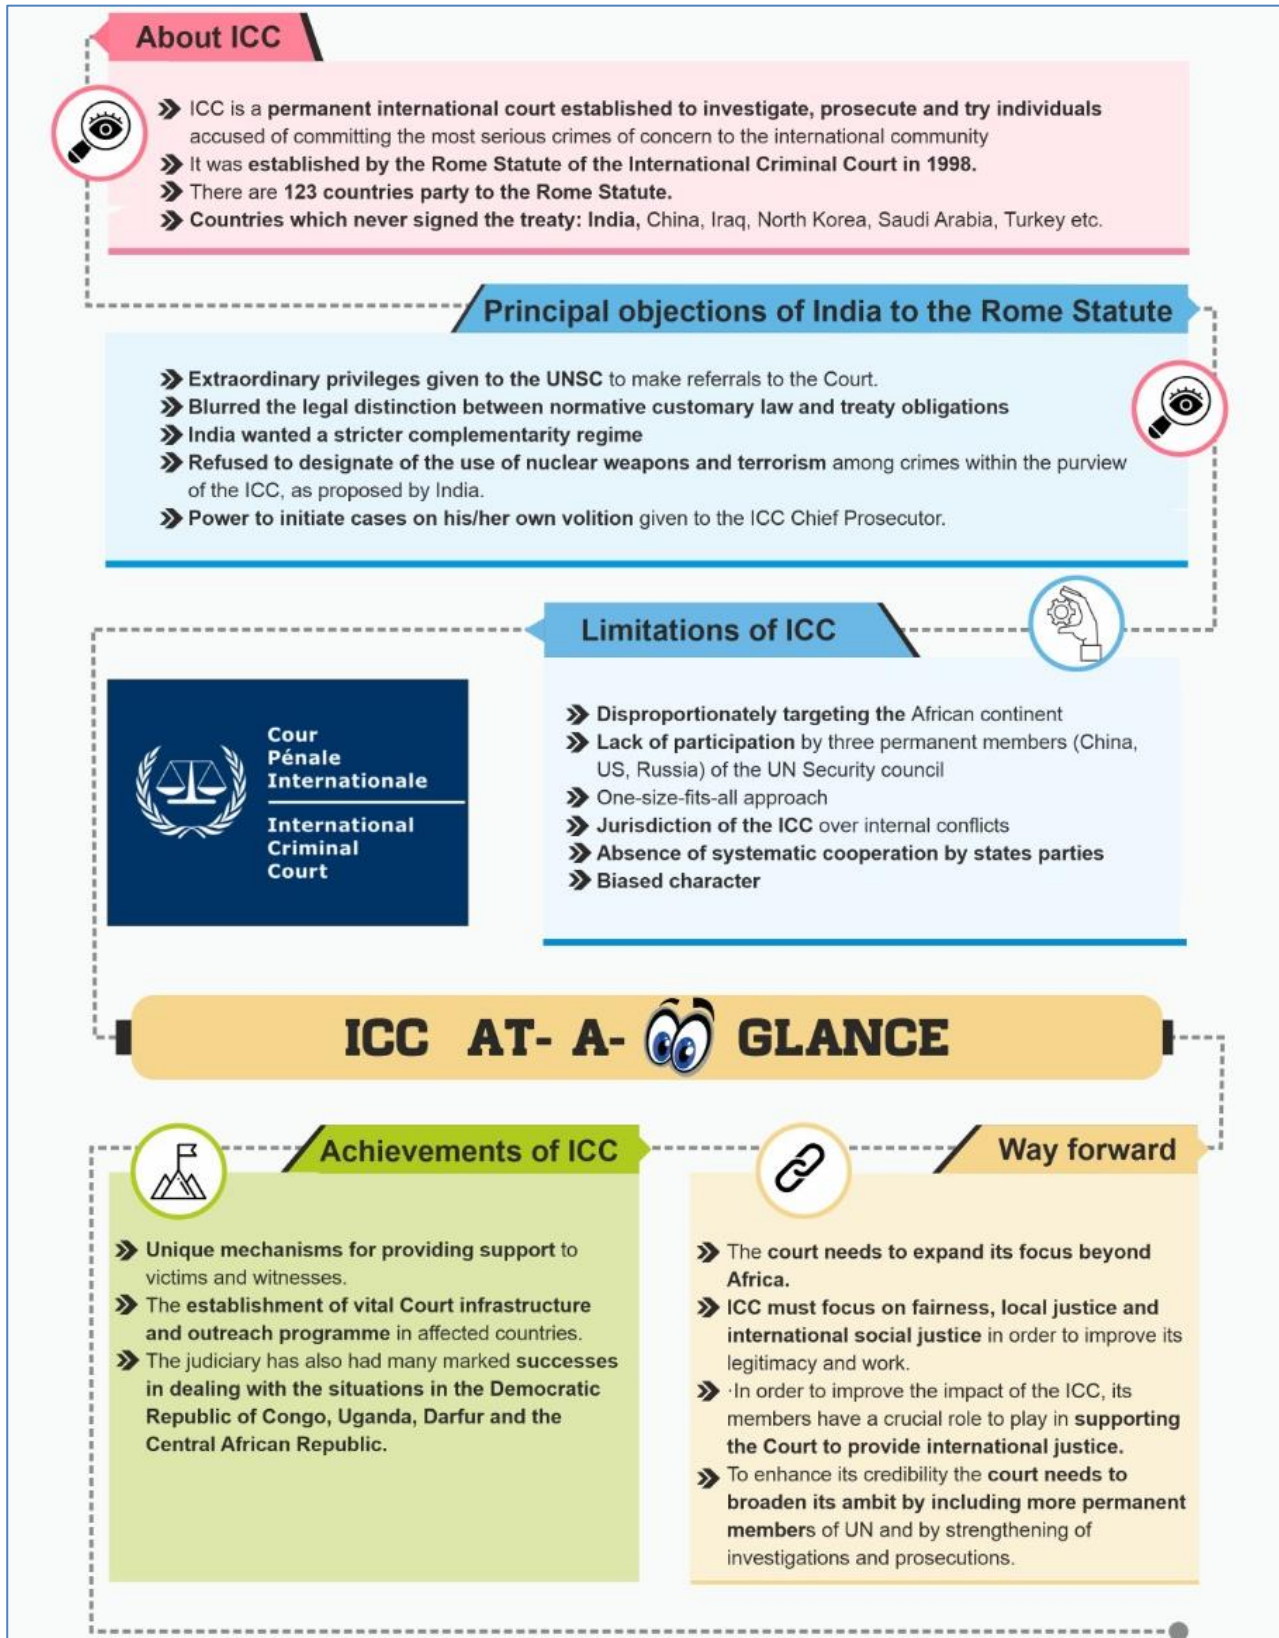 About ICC
ICC is a permanent international court established to investigate, prosecute and try individuals
accused of committing the most serious crimes of concern to the international community
It was established by the Rome Statute of the International Criminal Court in 1998.
There are 123 countries party to the Rome Statute.
Countries which never signed the treaty: India, China, Iraq, North Korea, Saudi Arabia, Turkey etc.
Principal objections of India to the Rome Statute
Extraordinary privileges given to the UNSC to make referrals to the Court.
Blurred the legal distinction between normative customary law and treaty obligations
India wanted a stricter complementarity regime
Refused to designate of the use of nuclear weapons and terrorism among crimes within the purview
of the ICC, as proposed by India.
Power to initiate cases on his/her own volition given to the ICC Chief Prosecutor.
Limitations of ICC
Disproportionately targeting the African continent
Lack of participation by three permanent members (China,
US, Russia) of the UN Security council
One-size-fits-all approach
Jurisdiction of the ICC over internal conflicts
Absence of systematic cooperation by states parties
Biased character
Cour
Pénale
Internationale
International
Criminal
Court
ICC AT- A- GLANCE
Achievements of ICC
Unique mechanisms for providing support to
victims and witnesses.
The establishment of vital Court infrastructure
and outreach programme in affected countries.
The judiciary has also had many marked successes
in dealing with the situations in the Democratic
Republic of Congo, Uganda, Darfur and the
Central African Republic.
Way forward
The court needs to expand its focus beyond
Africa.
ICC must focus on fairness, local justice and
international social justice in order to improve its
legitimacy and work.
·In order to improve the impact of the ICC, its
members have a crucial role to play in supporting
the Court to provide international justice.
To enhance its credibility the court needs to
broaden its ambit by including more permanent
members of UN and by strengthening of
investigations and prosecutions.